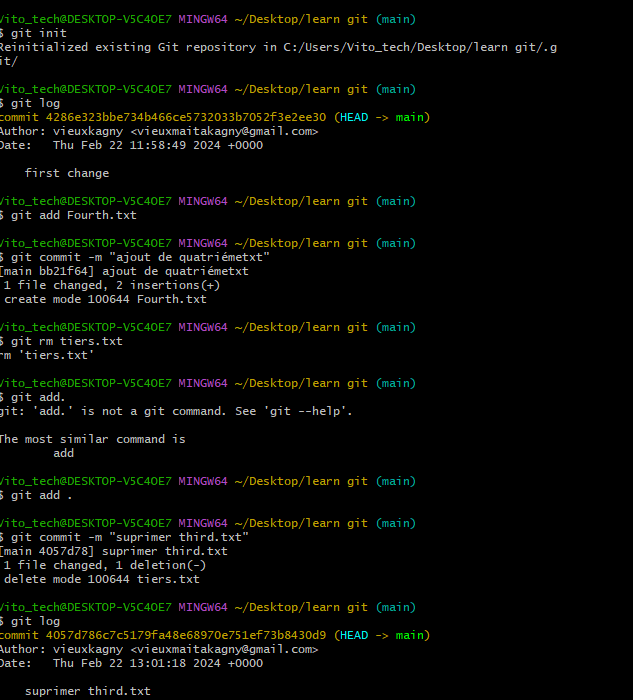 Vito_tech@DESKTOP-V5C4OE7 MINGW64 ~/Desktop/learn git (main)
$ git init
Reinitialized existing Git repository in C:/Users/Vito_tech/Desktop/learn git/.g
it/
Vito_tech@DESKTOP-V5C4OE7 MINGW64 ~/Desktop/learn git (main)
$ git log
commit 4286e323bbe734b466ce5732033b7052f3e2ee30 (HEAD -> main)
Author: vieuxkagny <vieuxmaitakagny@gmail.com>
Date:   Thu Feb 22 11:58:49 2024 +0000
    first change
Vito_tech@DESKTOP-V5C4OE7 MINGW64 ~/Desktop/learn git (main)
$ git add Fourth.txt
Vito_tech@DESKTOP-V5C4OE7 MINGW64 ~/Desktop/learn git (main)
$ git commit -m "ajout de quatriémetxt"
[main bb21f64] ajout de quatriémetxt
 1 file changed, 2 insertions(+)
 create mode 100644 Fourth.txt
Vito_tech@DESKTOP-V5C4OE7 MINGW64 ~/Desktop/learn git (main)
$ git rm tiers.txt
rm 'tiers.txt'
Vito_tech@DESKTOP-V5C4OE7 MINGW64 ~/Desktop/learn git (main)
$ git add.
git: 'add.' is not a git command. See 'git --help'.
The most similar command is
        add
Vito_tech@DESKTOP-V5C4OE7 MINGW64 ~/Desktop/learn git (main)
$ git add .
Vito_tech@DESKTOP-V5C4OE7 MINGW64 ~/Desktop/learn git (main)
$ git commit -m "suprimer third.txt"
[main 4057d78] suprimer third.txt
 1 file changed, 1 deletion(-)
 delete mode 100644 tiers.txt
Vito_tech@DESKTOP-V5C4OE7 MINGW64 ~/Desktop/learn git (main)
$ git log
commit 4057d786c7c5179fa48e68970e751ef73b8430d9 (HEAD -> main)
Author: vieuxkagny <vieuxmaitakagny@gmail.com>
Date:   Thu Feb 22 13:01:18 2024 +0000
    suprimer third.txt